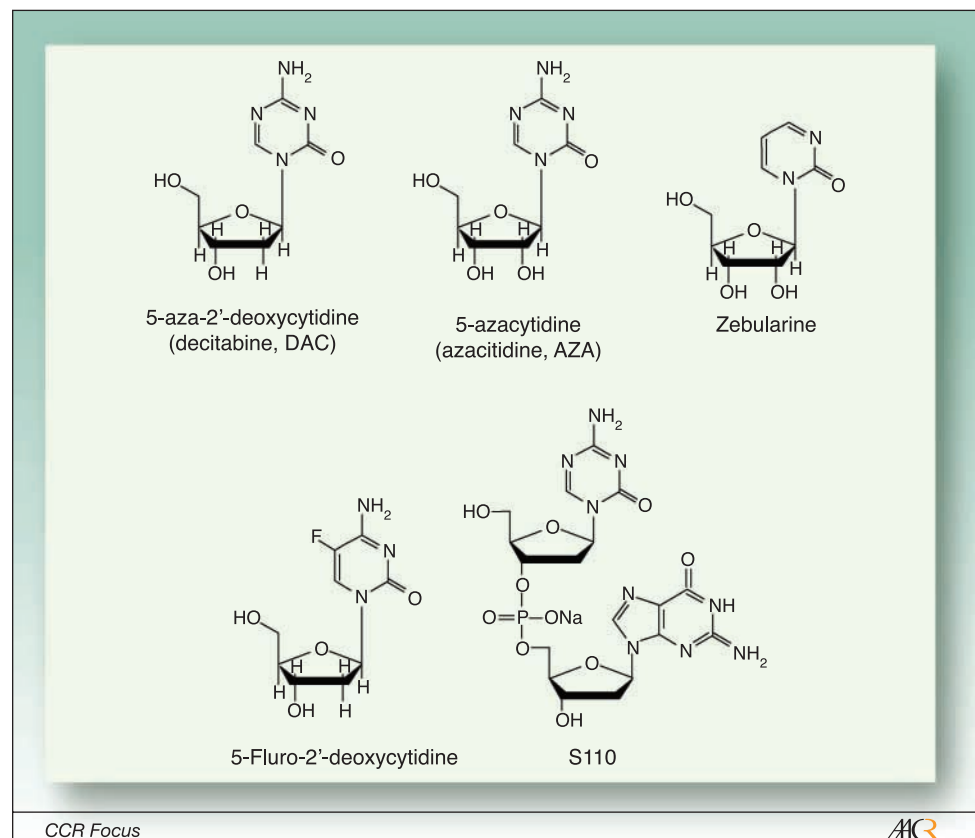 NH2
N
N
N
O
HO
O
H
H
H
H
OH
H
5-aza-2'-deoxycytidine
(decitabine, DAC)
NH2
N
N
N
O
HO
O
H
H
H
H
OH
OH
5-azacytidine
(azacitidine, AZA)
N
N
O
HO
O
H
H
H
H
OH
OH
Zebularine
F
NH2
N
N
O
HO
O
H
H
H
H
OH
H
5-Fluro-2'-deoxycytidine
NH2
N
N
N
O
HO
O
O
O=P-ONa
O
O
N
NH
N
N
NH2
O
OH
S110
CCR Focus
AACR